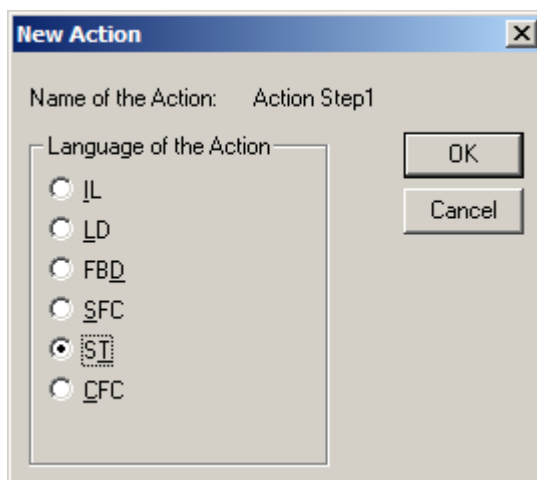 New Action
Name of the Action: Action Step1
Language of the Action
OK
IL
Cancel
LD
FBD
SFC
ST
CFC